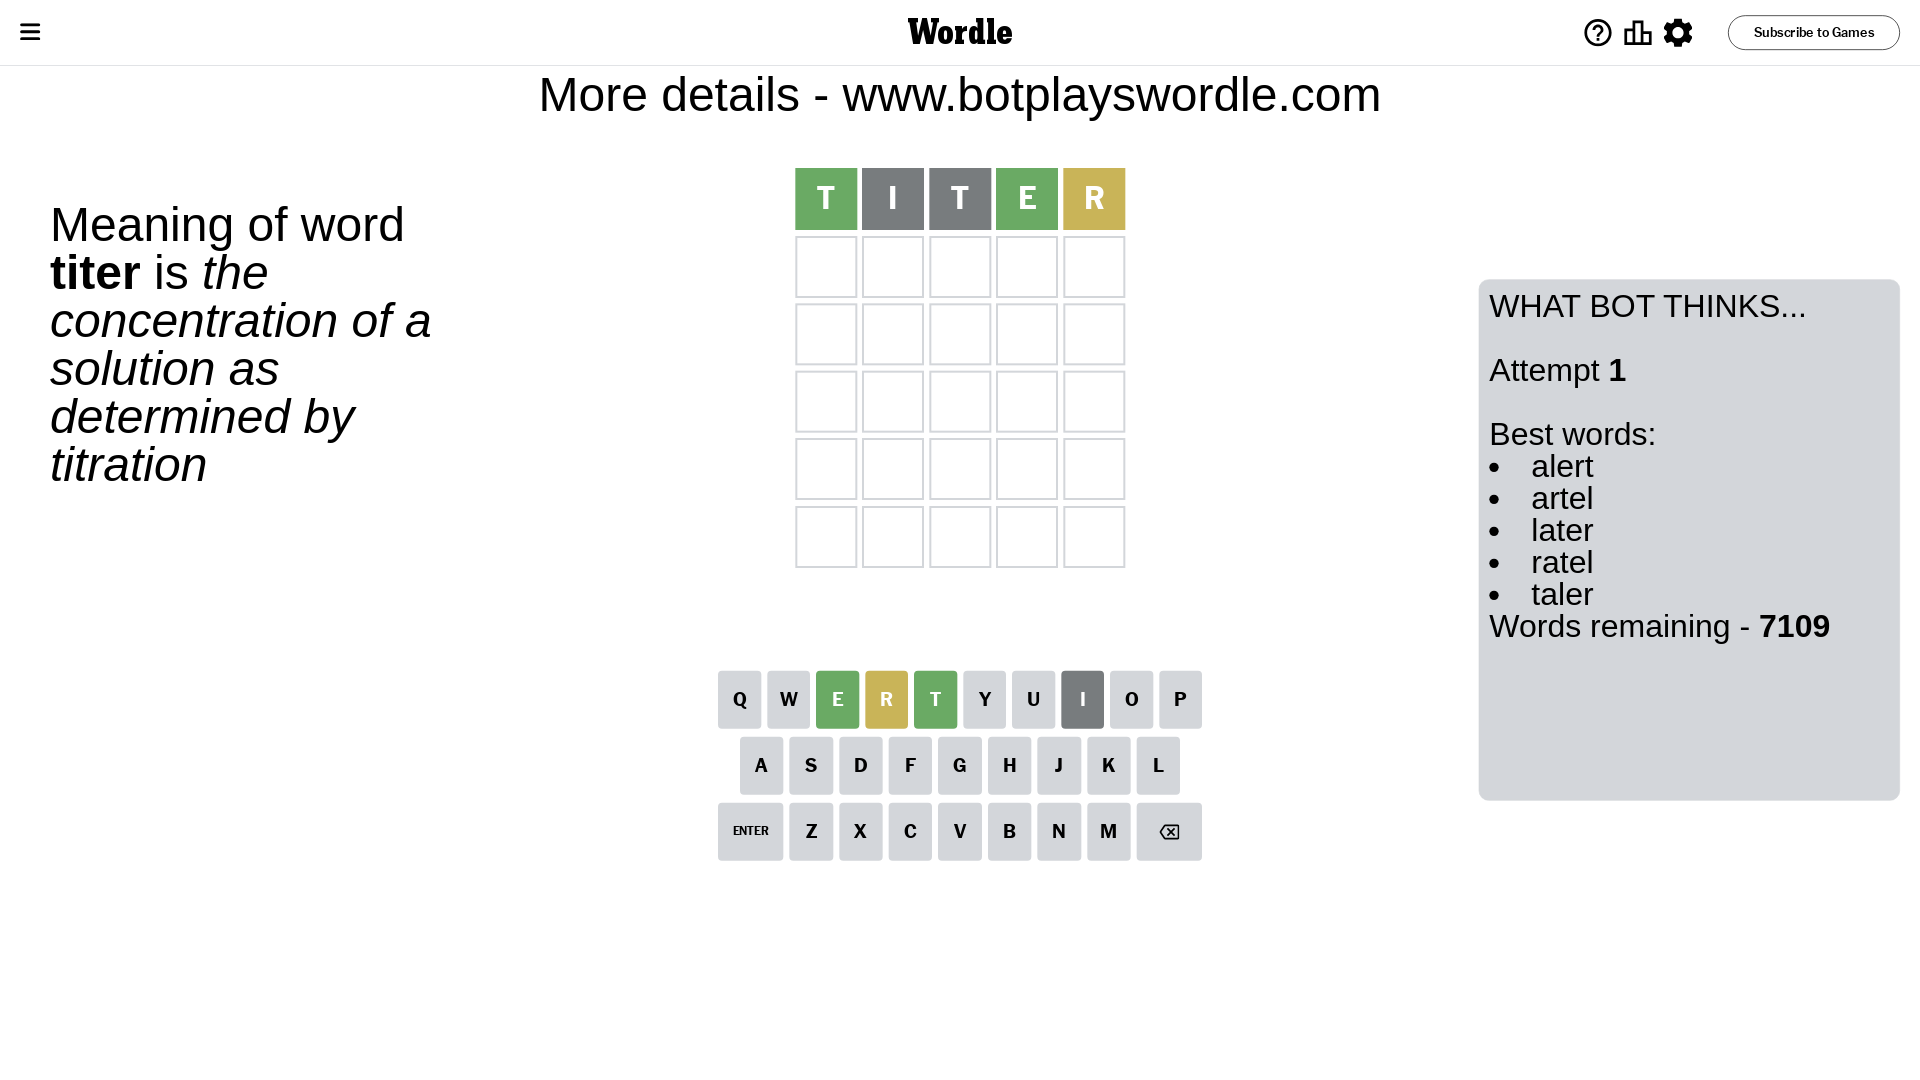 Wordle
Subscribe to Games
More details - www.botplayswordle.com
Meaning of word
titer is the
concentration of a
solution as
determined by
titration
T I T E R
WHAT BOT THINKS...
Attempt 1
Best words:
• alert
• artel
• later
• ratel
• taler
Words remaining - 7109
Q W E R T Y U I O P
A S D F G H J K L
ENTER Z X C V B N M